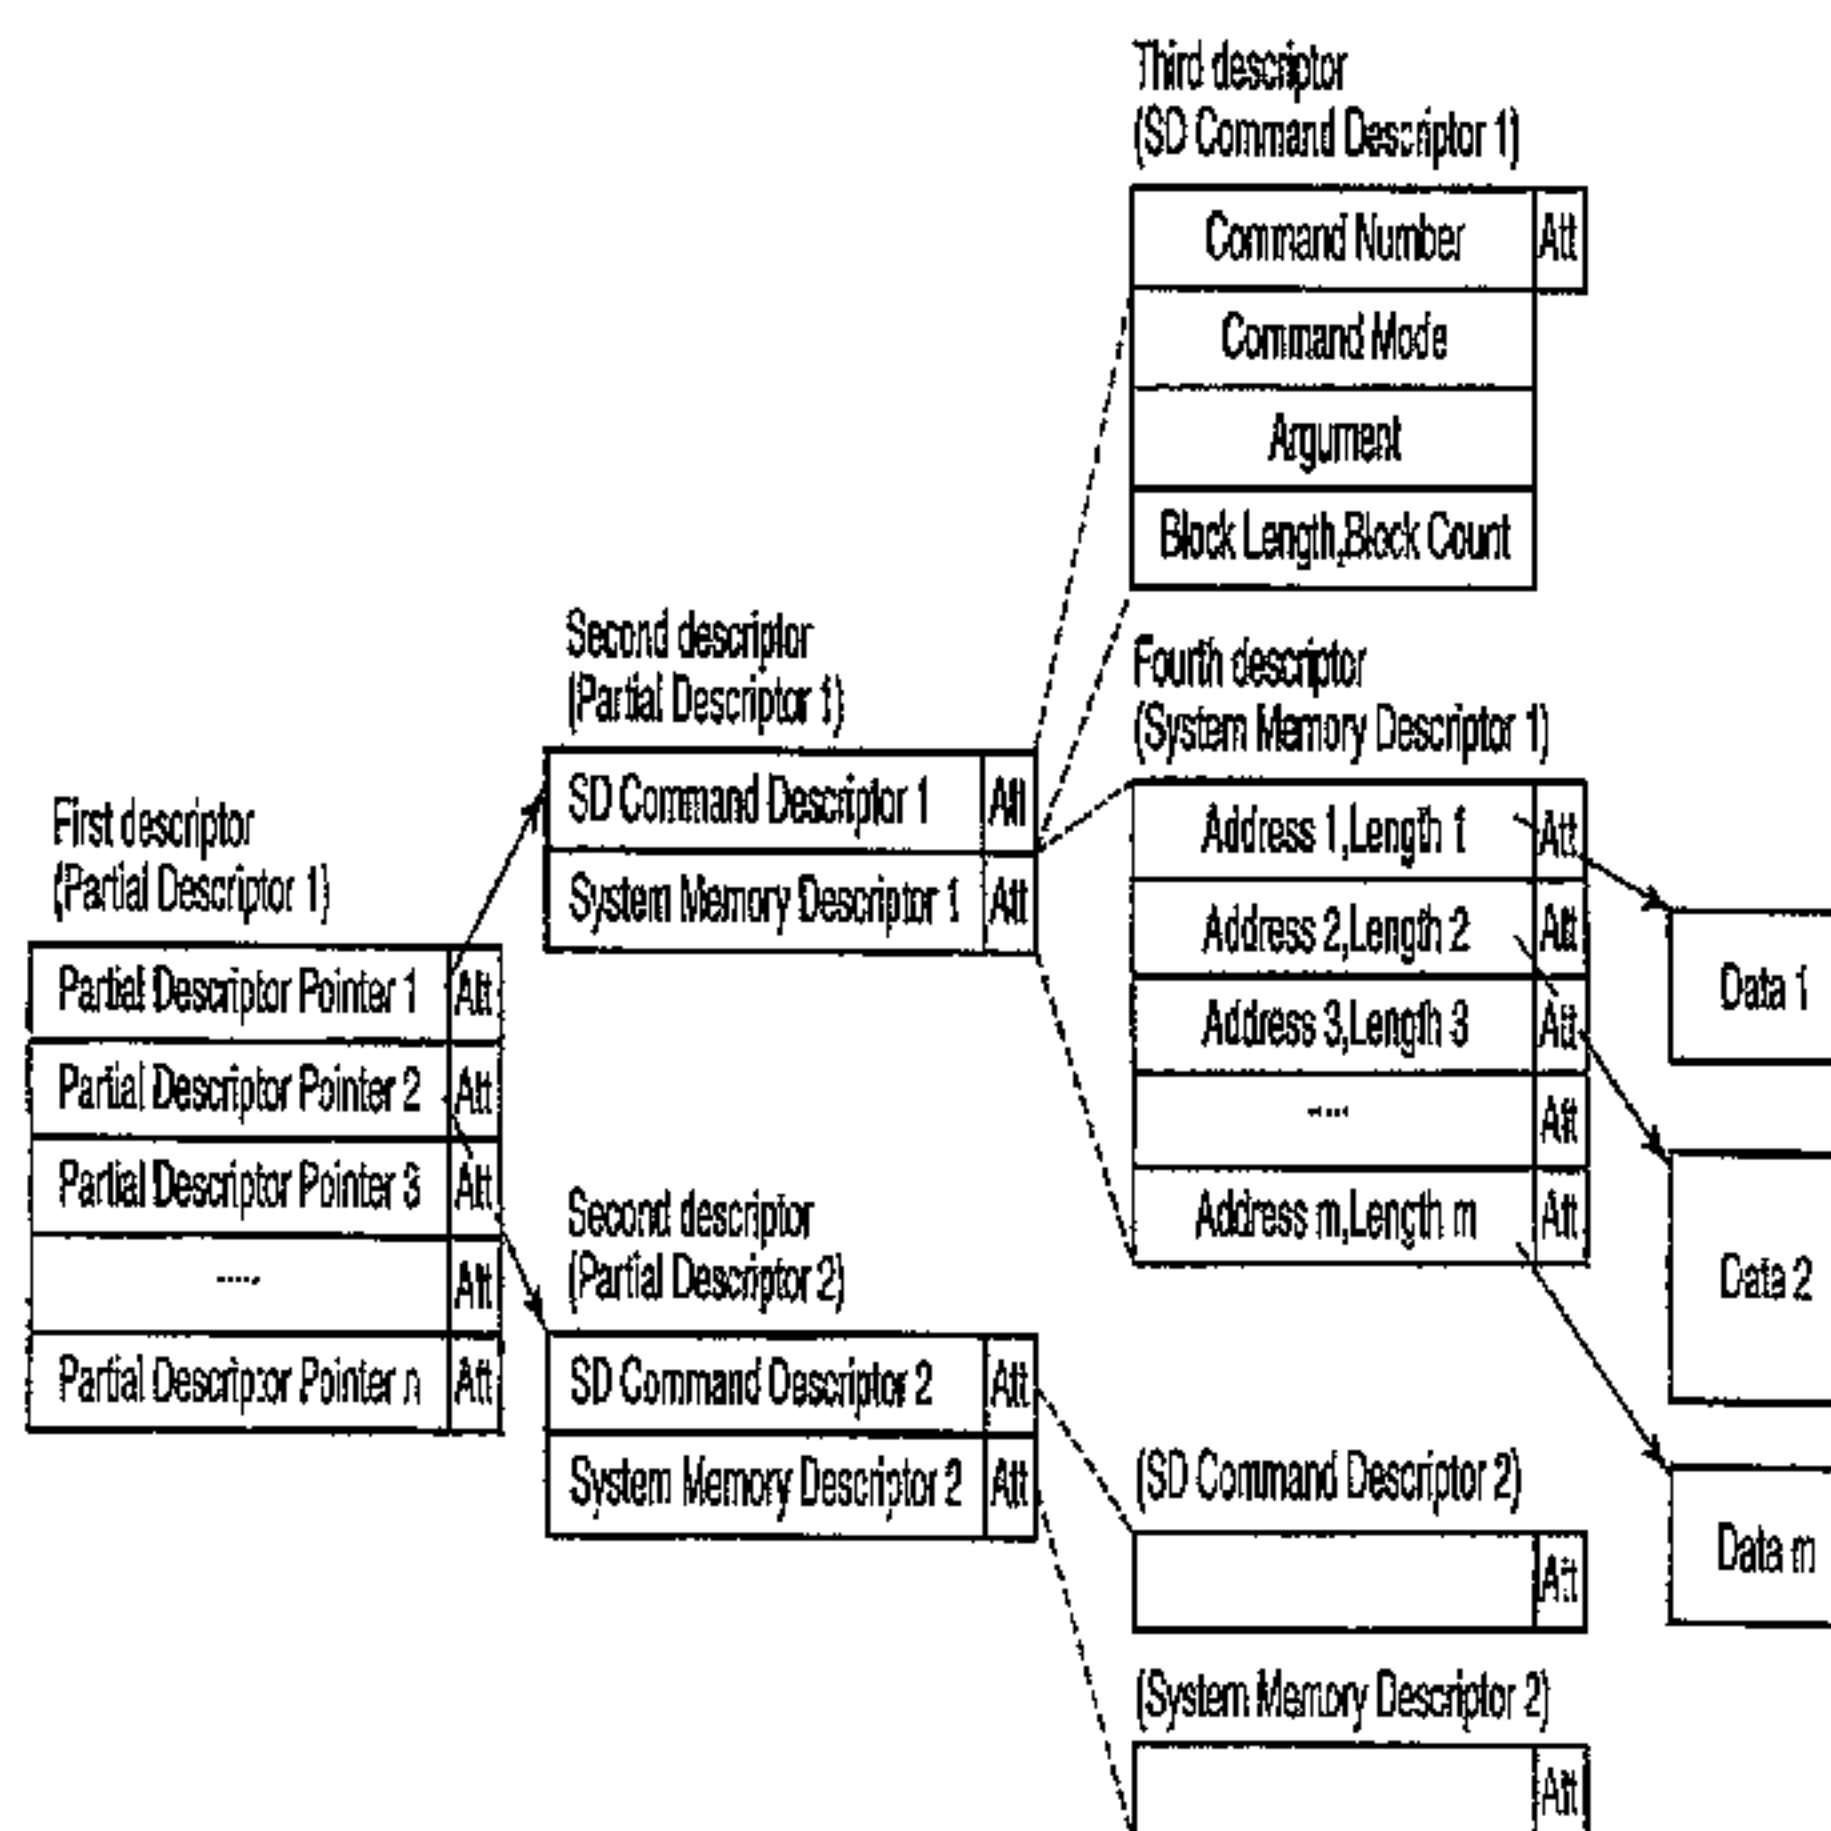 Third descriptor
(SD Command Descriptor 1)
Command Number Att
Command Mode
Argument
Block Length,Block Count
Second descriptor
(Partial Descriptor 1)
SD Command Descriptor 1 Att
System Memory Descriptor 1 Att
Fourth descriptor
(System Memory Descriptor 1)
Address 1,Length 1 Att
Address 2,Length 2 Att
Address 3,Length 3 Att
..... Att
Address m,Length m Att
Data 1
Data 2
Data m
First descriptor
(Partial Descriptor 1)
Partial Descriptor Pointer 1 Att
Partial Descriptor Pointer 2 Att
Partial Descriptor Pointer 3 Att
..... Att
Partial Descriptor Pointer n Att
Second descriptor
(Partial Descriptor 2)
SD Command Descriptor 2 Att
System Memory Descriptor 2 Att
(SD Command Descriptor 2)
Att
(System Memory Descriptor 2)
Att